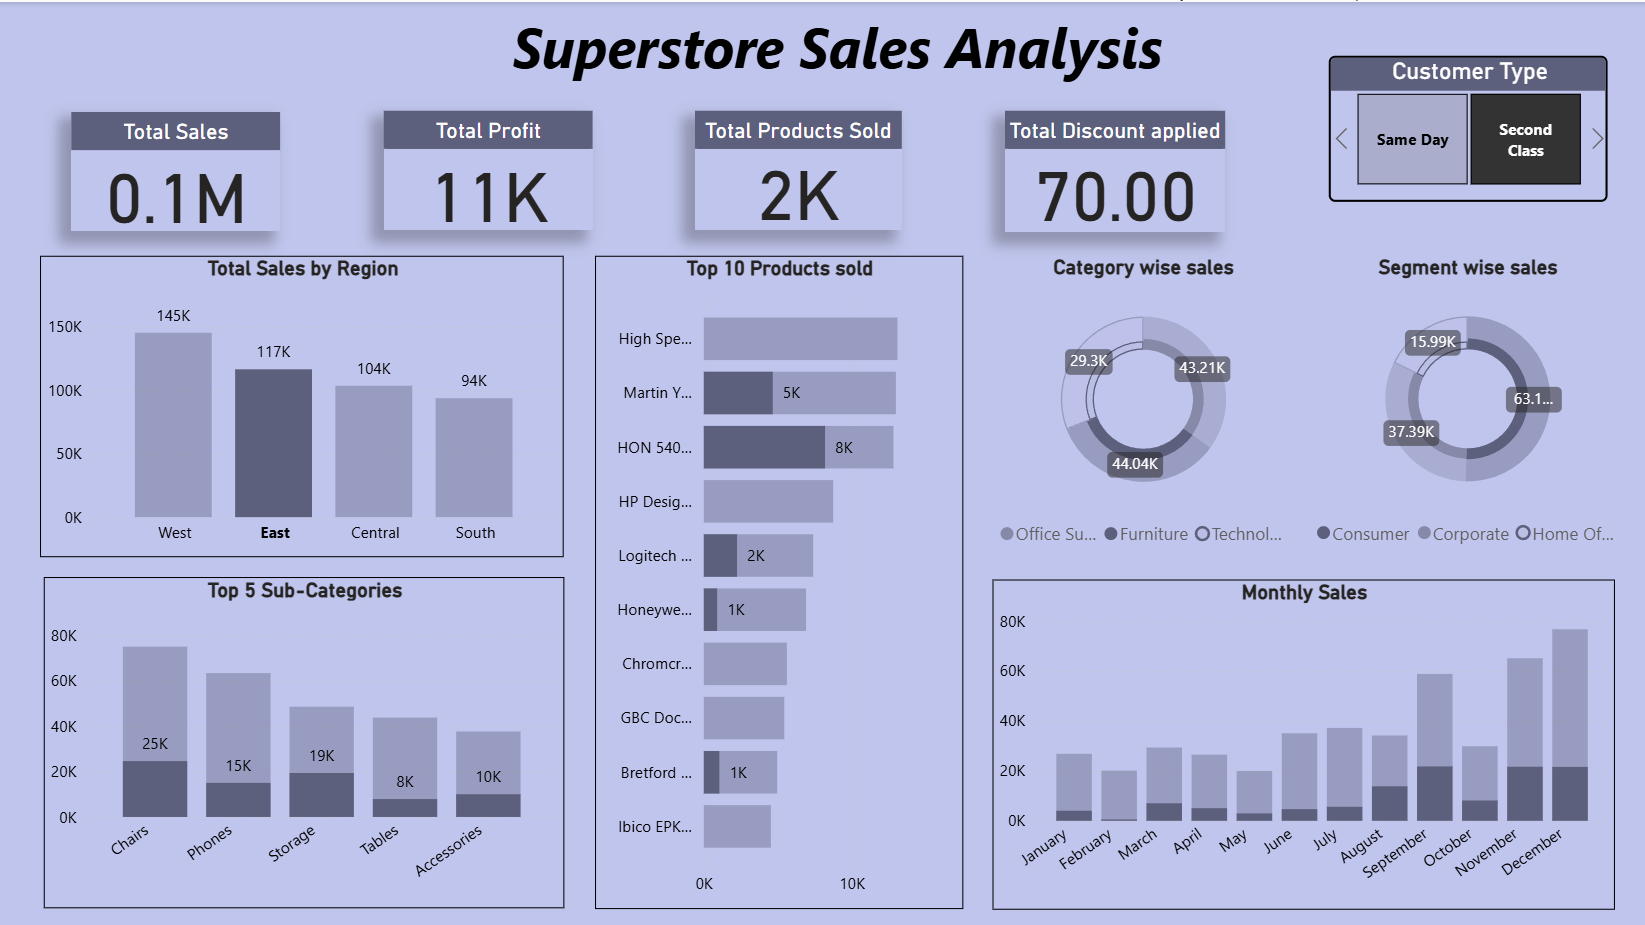 Superstore Sales Analysis
Customer Type
Same Day
Second
Class
Total Sales
0.1M
Total Profit
11K
Total Products Sold
2K
Total Discount applied
70.00
Total Sales by Region
150K
100K
50K
0K
145K
117K
104K
94K
West
East
Central
South
Top 5 Sub-Categories
80K
60K
40K
20K
0K
25K
15K
19K
8K
10K
Chairs
Phones
Storage
Tables
Accessories
Top 10 Products sold
High Spe...
Martin Y... 5K
HON 540... 8K
HP Desig...
Logitech ... 2K
Honeywe... 1K
Chromcr...
GBC Doc...
Bretford ... 1K
Ibico EPK...
0K 10K
Category wise sales
29.3K
43.21K
44.04K
Office Su... Furniture Technol...
Segment wise sales
15.99K
63.1...
37.39K
Consumer Corporate Home Of...
Monthly Sales
80K
60K
40K
20K
0K
January
February
March
April
May
June
July
August
September
October
November
December